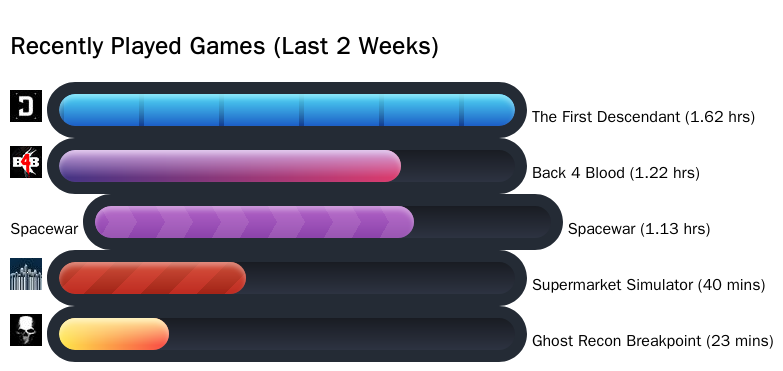 Recently Played Games (Last 2 Weeks)
The First Descendant (1.62 hrs)
B4B Back 4 Blood (1.22 hrs)
Spacewar Spacewar (1.13 hrs)
Supermarket Simulator (40 mins)
Ghost Recon Breakpoint (23 mins)